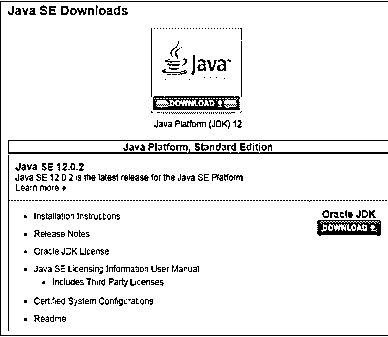 Java SE Downloads
Java
DOWNLOAD
Java Platform (JDK) 12
Java Platform, Standard Edition
Java SE 12.0.2
Java SE 12.0.2 is the latest release for the Java SE Platform
Learn more
Installation Instructions
Release Notes
Oracle JDK License
Java SE Licensing Information User Manual
Includes Third Party Licenses
Certified System Configurations
Readme
Oracle JDK
DOWNLOAD